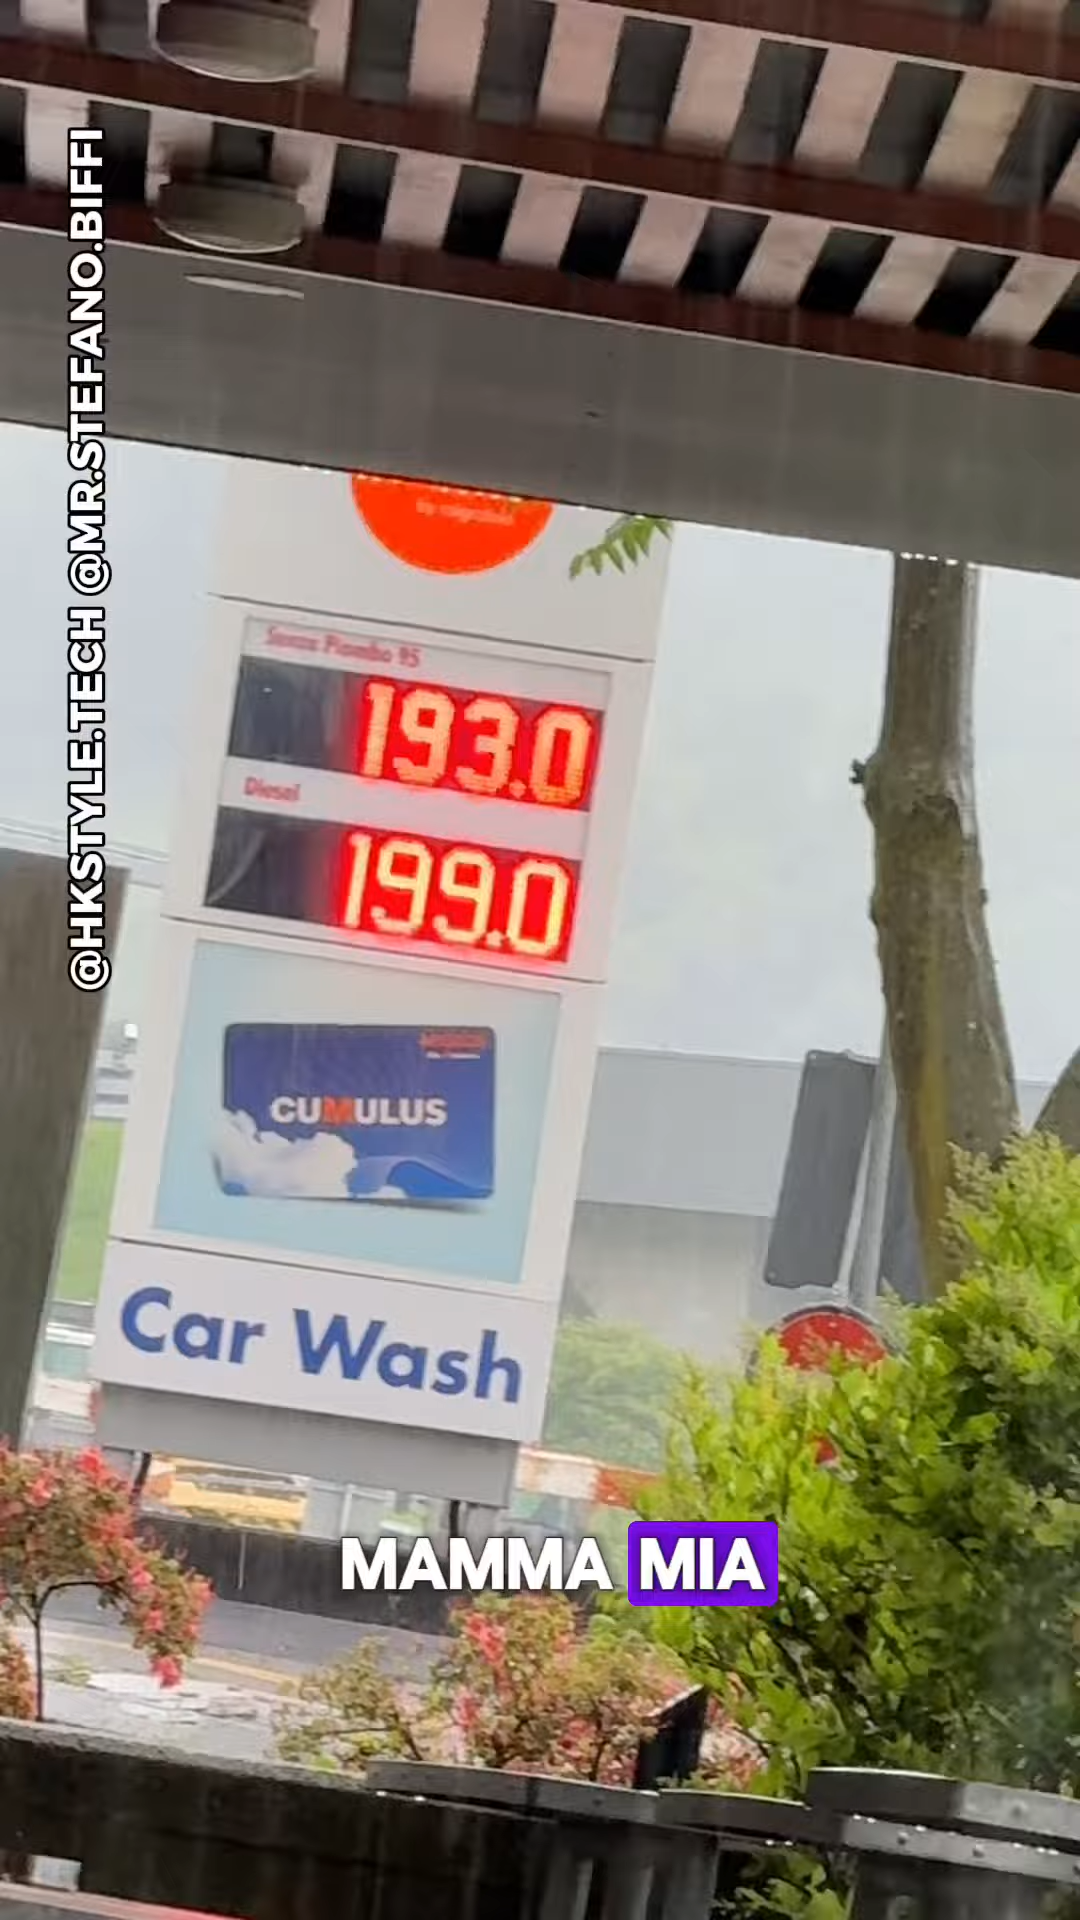 @HKSTYLE.TECH @MR.STEFANO.BIFFI
Senza Piombo 95
193.0
Diesel
199.0
CUMULUS
Car Wash
MAMMA MIA